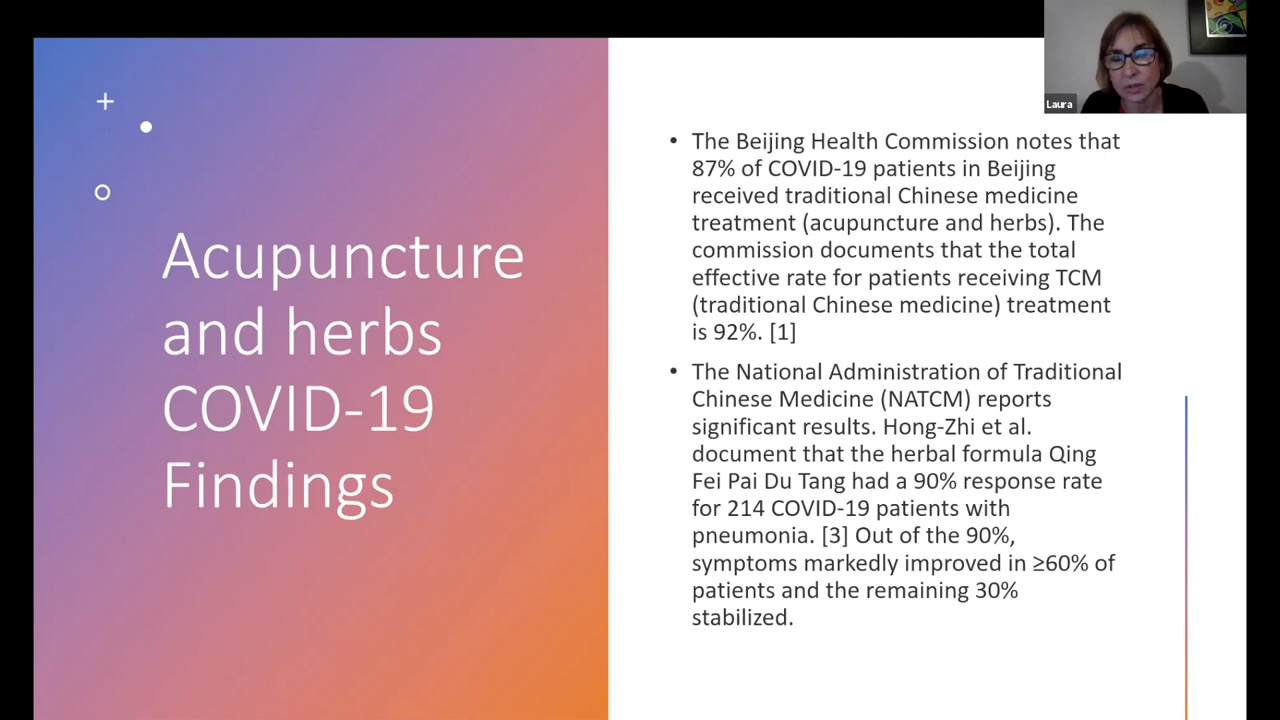 Acupuncture
and herbs
COVID-19
Findings
• The Beijing Health Commission notes that
87% of COVID-19 patients in Beijing
received traditional Chinese medicine
treatment (acupuncture and herbs). The
commission documents that the total
effective rate for patients receiving TCM
(traditional Chinese medicine) treatment
is 92%. [1]
• The National Administration of Traditional
Chinese Medicine (NATCM) reports
significant results. Hong-Zhi et al.
document that the herbal formula Qing
Fei Pai Du Tang had a 90% response rate
for 214 COVID-19 patients with
pneumonia. [3] Out of the 90%,
symptoms markedly improved in ≥60% of
patients and the remaining 30%
stabilized.
Laura